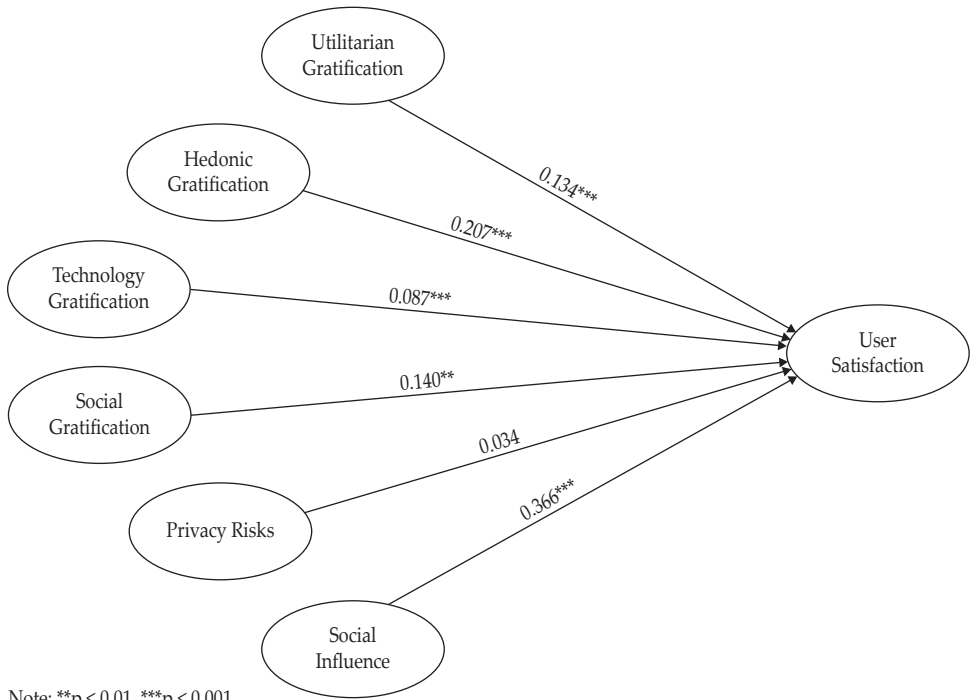 Utilitarian
Gratification
0.134***
Hedonic
Gratification
0.207***
Technology
Gratification
0.087***
User
Satisfaction
Social
Gratification
0.140**
0.034
Privacy Risks
0.366***
Social
Influence
Note: **p < 0.01, ***p < 0.001